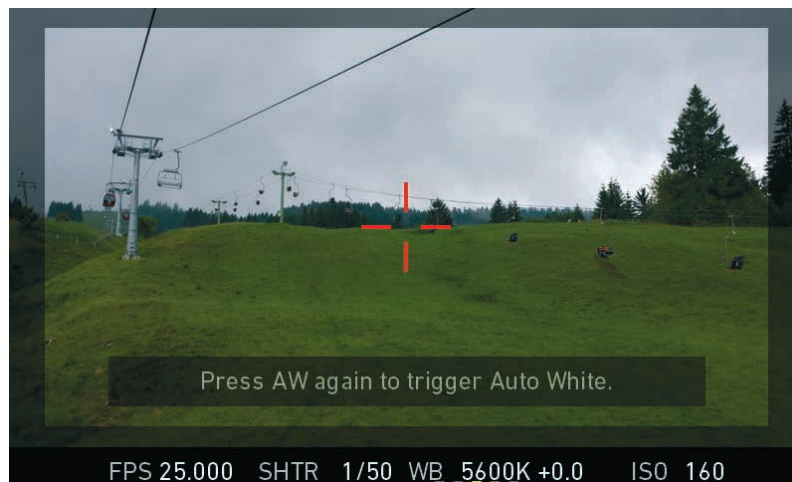 Press AW again to trigger Auto White.
FPS 25.000 SHTR 1/50 WB 5600K +0.0 ISO 160